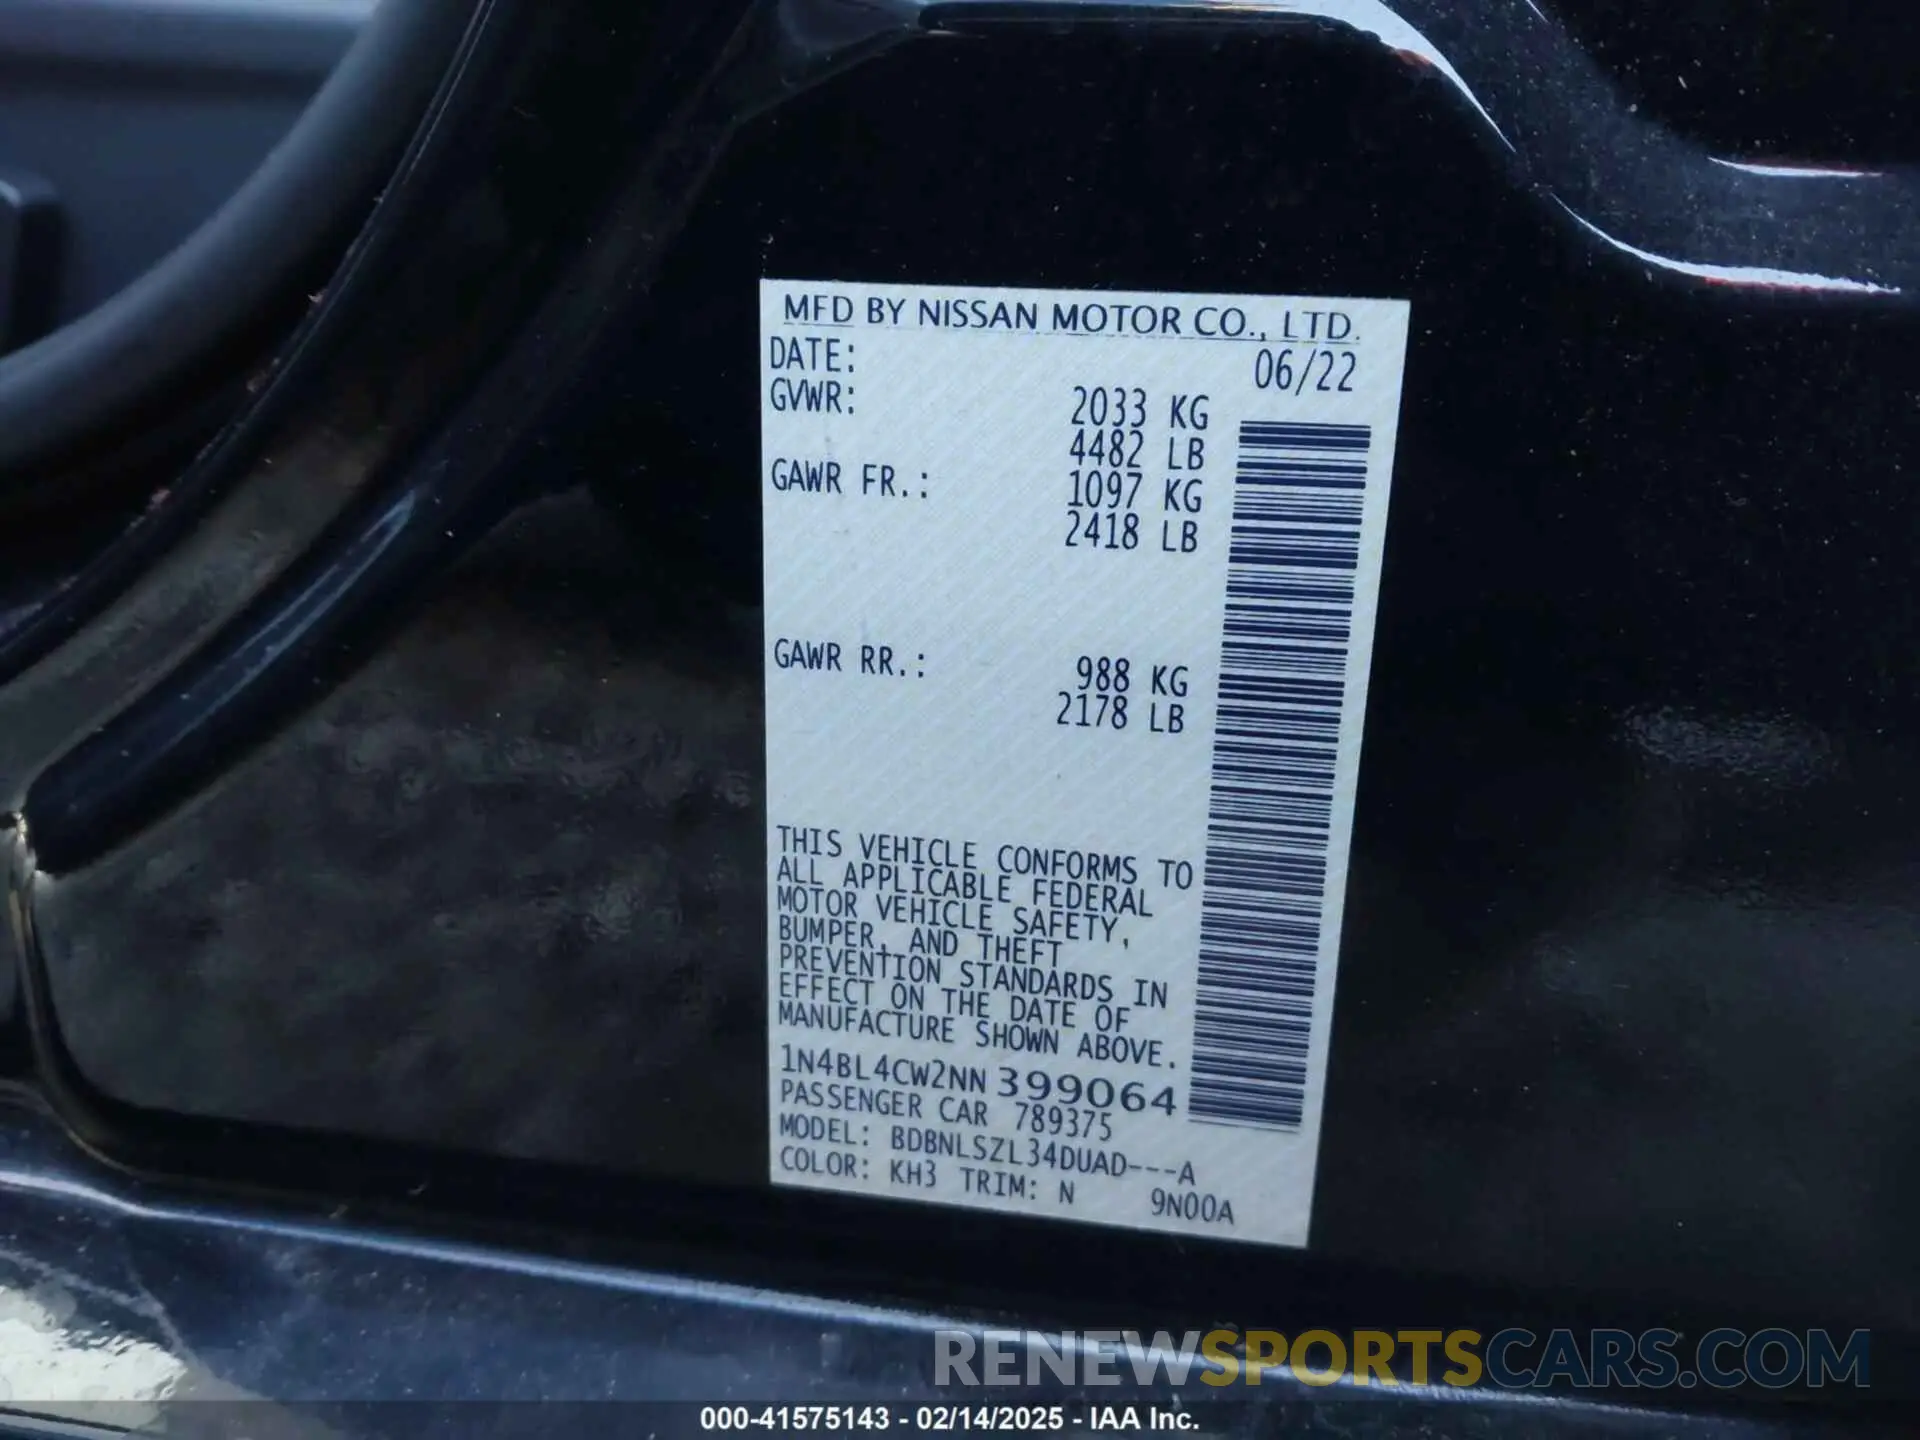 MFD BY NISSAN MOTOR CO., LTD.
DATE: 06/22
GVWR: 2033 KG
4482 LB
GAWR FR.: 1097 KG
2418 LB
GAWR RR.: 988 KG
2178 LB
THIS VEHICLE CONFORMS TO
ALL APPLICABLE FEDERAL
MOTOR VEHICLE SAFETY,
BUMPER, AND THEFT
PREVENTION STANDARDS IN
EFFECT ON THE DATE OF
MANUFACTURE SHOWN ABOVE.
1N4BL4CW2NN399064
PASSENGER CAR 789375
MODEL: BDBNLSZL34DUAD---A
COLOR: KH3 TRIM: N 9N00A
RENEWSPORTSCARS.COM
000-41575143 - 02/14/2025 - IAA Inc.